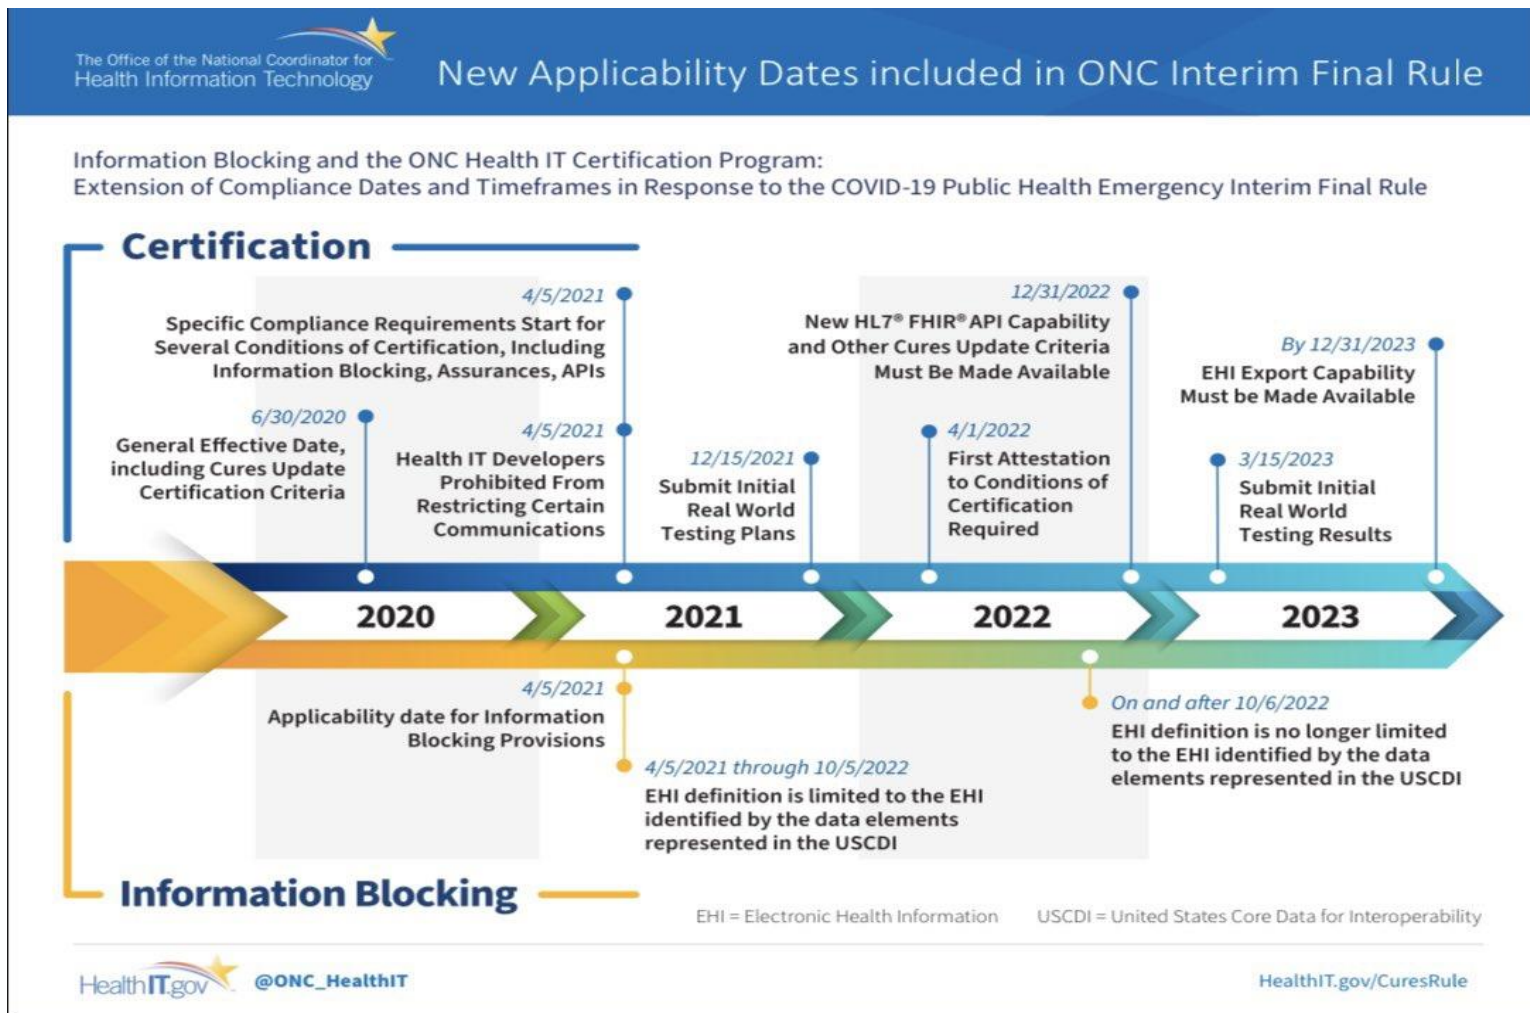 The Office of the National Coordinator for
Health Information Technology
New Applicability Dates included in ONC Interim Final Rule
Information Blocking and the ONC Health IT Certification Program:
Extension of Compliance Dates and Timeframes in Response to the COVID-19 Public Health Emergency Interim Final Rule
Certification
4/5/2021
Specific Compliance Requirements Start for
Several Conditions of Certification, Including
Information Blocking, Assurances, APIs
12/31/2022
New HL7® FHIR® API Capability
and Other Cures Update Criteria
Must Be Made Available
By 12/31/2023
EHI Export Capability
Must be Made Available
6/30/2020
General Effective Date,
including Cures Update
Certification Criteria
4/5/2021
Health IT Developers
Prohibited From
Restricting Certain
Communications
12/15/2021
Submit Initial
Real World
Testing Plans
4/1/2022
First Attestation
to Conditions of
Certification
Required
3/15/2023
Submit Initial
Real World
Testing Results
2020
2021
2022
2023
4/5/2021
Applicability date for Information
Blocking Provisions
4/5/2021 through 10/5/2022
EHI definition is limited to the EHI
identified by the data elements
represented in the USCDI
On and after 10/6/2022
EHI definition is no longer limited
to the EHI identified by the data
elements represented in the USCDI
Information Blocking
EHI = Electronic Health Information
USCDI = United States Core Data for Interoperability
HealthIT.gov
@ONC_HealthIT
HealthIT.gov/CuresRule